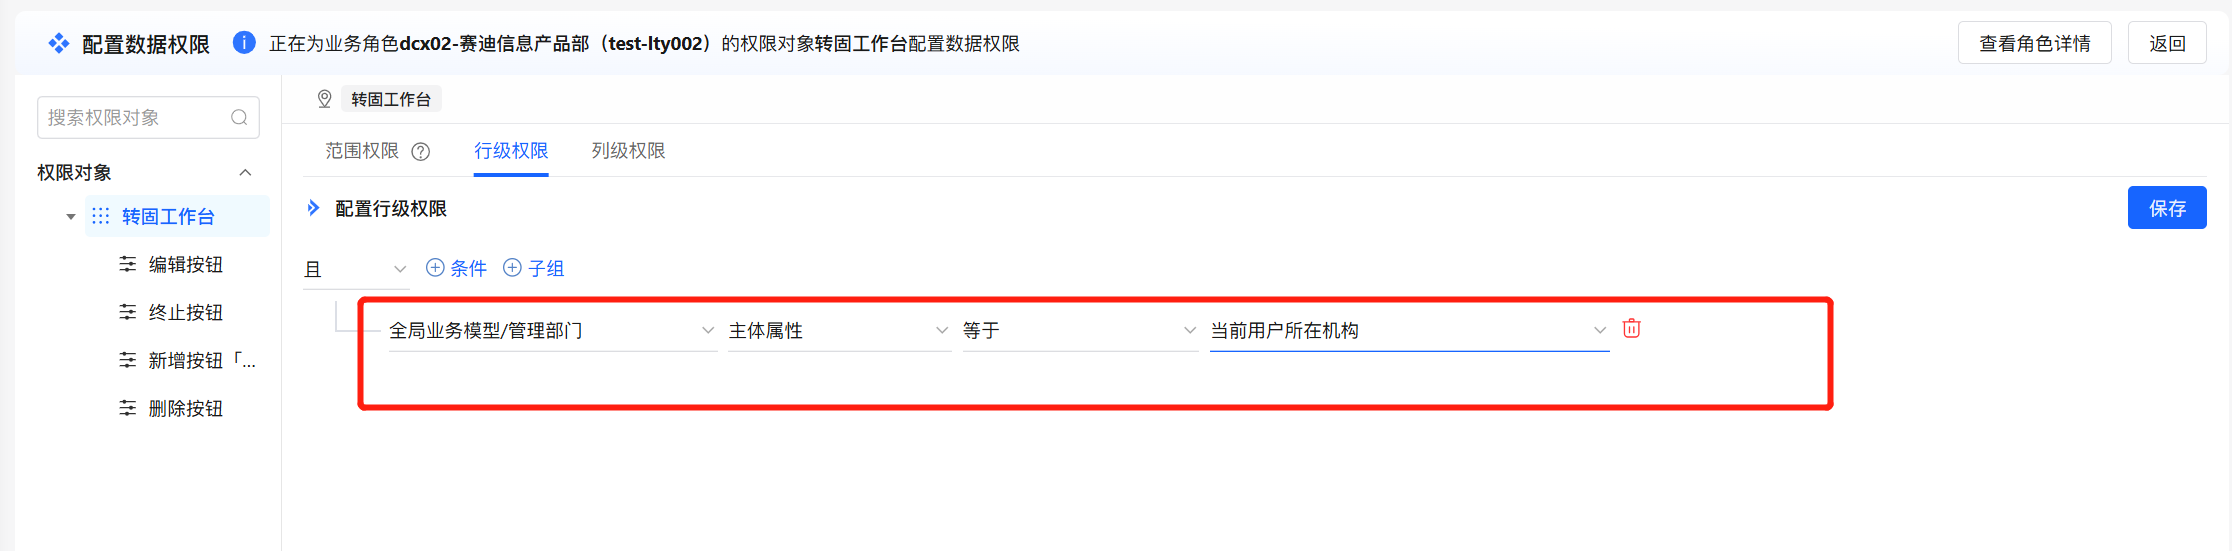 配置数据权限 正在为业务角色dcx02-赛迪信息产品部（test-lty002）的权限对象转固工作台配置数据权限 查看角色详情 返回
搜索权限对象
权限对象
转固工作台
编辑按钮
终止按钮
新增按钮「...
删除按钮
转固工作台
范围权限 行级权限 列级权限
配置行级权限 保存
且 条件 子组
全局业务模型/管理部门 主体属性 等于 当前用户所在机构